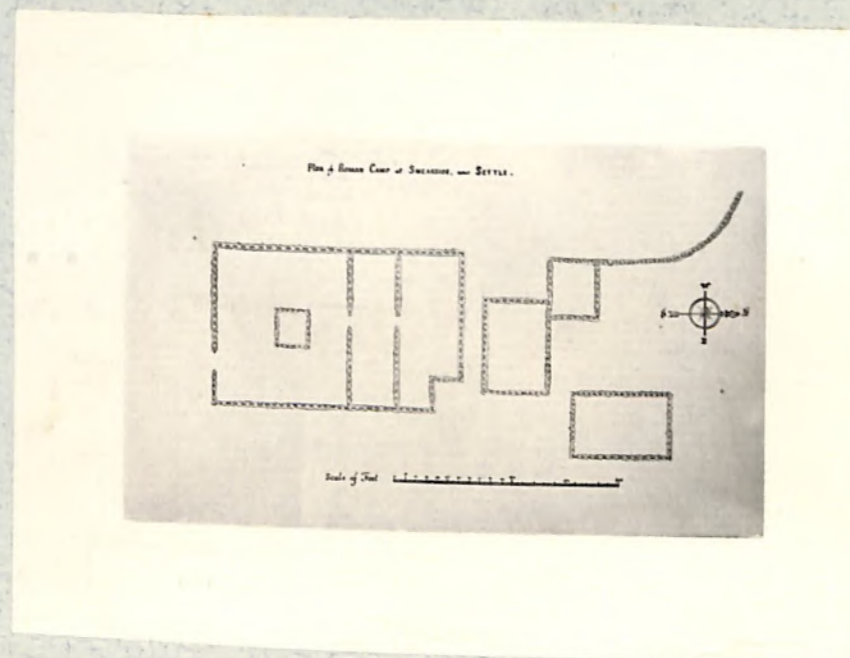 Plan of Roman Camp at Smearside, near Settle.
Scale of Feet